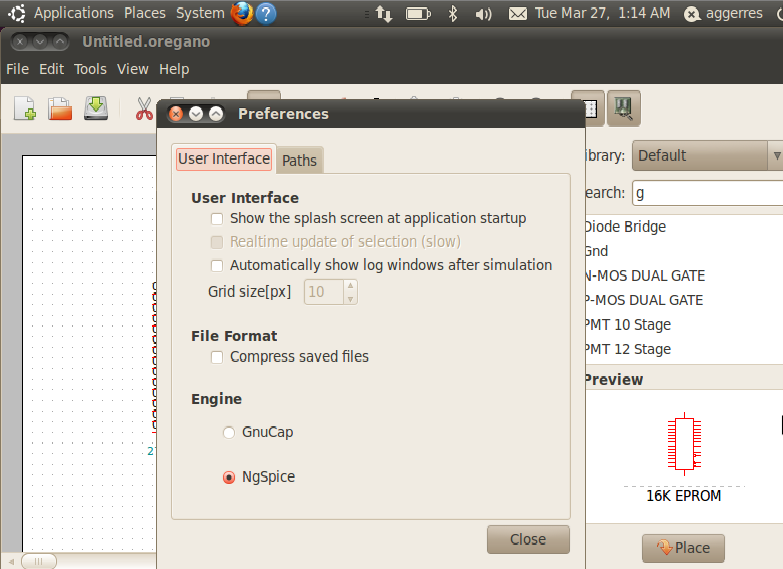 Applications Places System Tue Mar 27, 1:14 AM aggerres
Untitled.oregano
File Edit Tools View Help
Preferences
User Interface Paths
User Interface
Show the splash screen at application startup
Realtime update of selection (slow)
Automatically show log windows after simulation
Grid size[px] 10
File Format
Compress saved files
Engine
GnuCap
NgSpice
Close
ibrary: Default
earch: g
Diode Bridge
Gnd
N-MOS DUAL GATE
P-MOS DUAL GATE
PMT 10 Stage
PMT 12 Stage
Preview
16K EPROM
Place